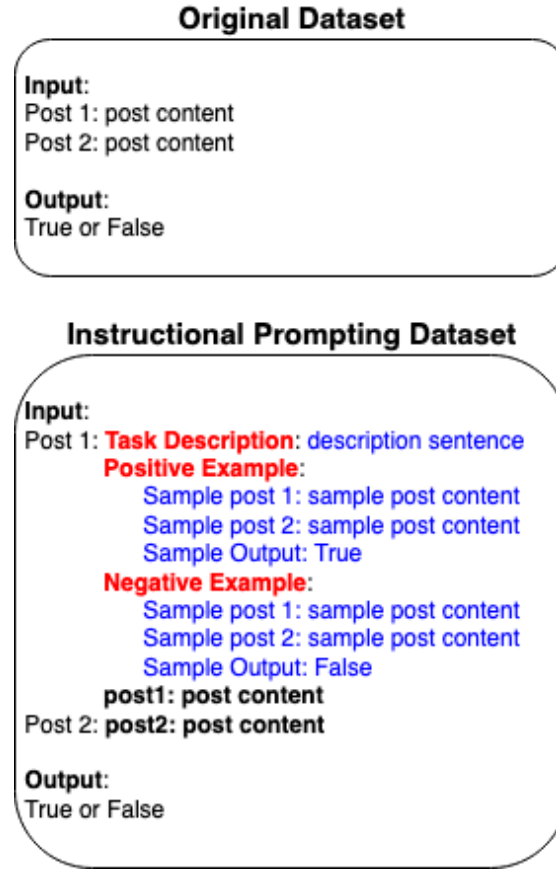 Original Dataset
Input:
Post 1: post content
Post 2: post content
Output:
True or False
Instructional Prompting Dataset
Input:
Post 1: Task Description: description sentence
Positive Example:
Sample post 1: sample post content
Sample post 2: sample post content
Sample Output: True
Negative Example:
Sample post 1: sample post content
Sample post 2: sample post content
Sample Output: False
post1: post content
Post 2: post2: post content
Output:
True or False